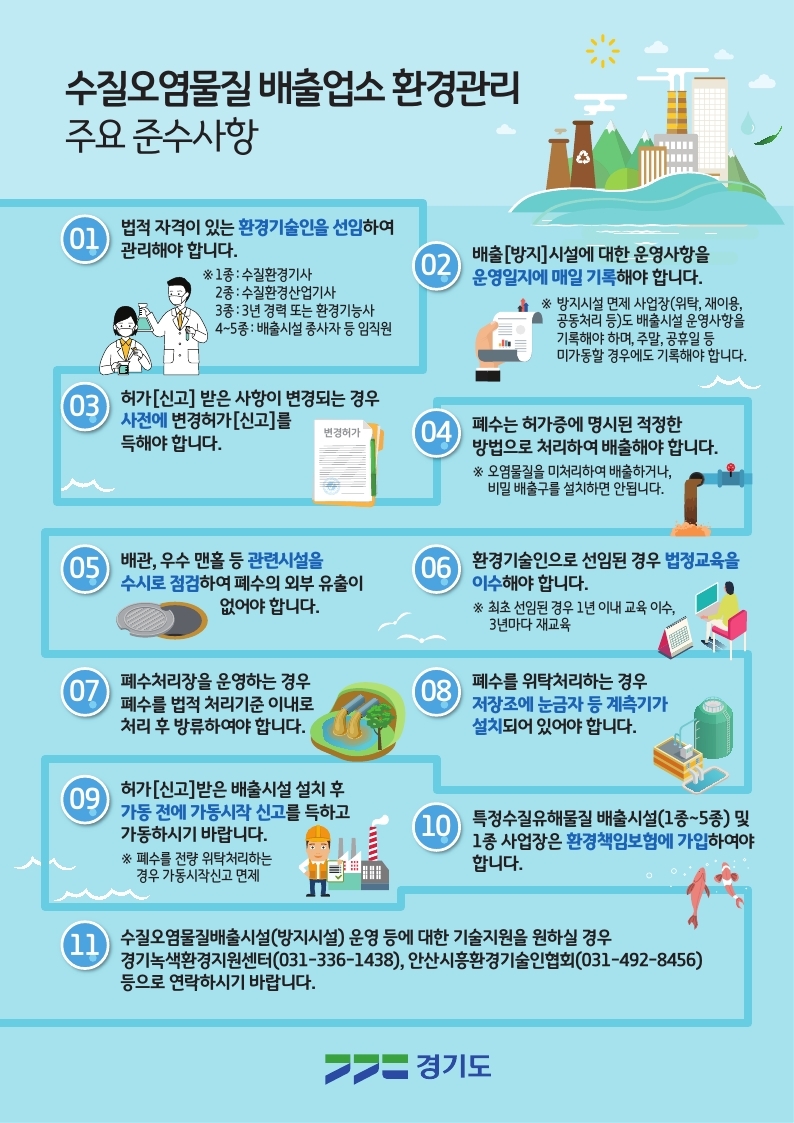 수질오염물질 배출업소 환경관리
주요 준수사항
01
법적 자격이 있는 환경기술인을 선임하여
관리해야 합니다.
※ 1종 : 수질환경기사
2종 : 수질환경산업기사
3종 : 3년 경력 또는 환경기능사
4~5종 : 배출시설 종사자 등 임직원
02
배출[방지]시설에 대한 운영사항을
운영일지에 매일 기록해야 합니다.
※ 방지시설 면제 사업장(위탁, 재이용,
공동처리 등)도 배출시설 운영사항을
기록해야 하며, 주말, 공휴일 등
미가동할 경우에도 기록해야 합니다.
03
허가[신고] 받은 사항이 변경되는 경우
사전에 변경허가[신고]를
득해야 합니다.
변경허가
04
폐수는 허가증에 명시된 적정한
방법으로 처리하여 배출해야 합니다.
※ 오염물질을 미처리하여 배출하거나,
비밀 배출구를 설치하면 안됩니다.
05
배관, 우수 맨홀 등 관련시설을
수시로 점검하여 폐수의 외부 유출이
없어야 합니다.
06
환경기술인으로 선임된 경우 법정교육을
이수해야 합니다.
※ 최초 선임된 경우 1년 이내 교육 이수,
3년마다 재교육
07
폐수처리장을 운영하는 경우
폐수를 법적 처리기준 이내로
처리 후 방류하여야 합니다.
08
폐수를 위탁처리하는 경우
저장조에 눈금자 등 계측기가
설치되어 있어야 합니다.
09
허가[신고]받은 배출시설 설치 후
가동 전에 가동시작 신고를 득하고
가동하시기 바랍니다.
※ 폐수를 전량 위탁처리하는
경우 가동시작신고 면제
10
특정수질유해물질 배출시설(1종~5종) 및
1종 사업장은 환경책임보험에 가입하여야
합니다.
11
수질오염물질배출시설(방지시설) 운영 등에 대한 기술지원을 원하실 경우
경기녹색환경지원센터(031-336-1438), 안산시흥환경기술인협회(031-492-8456)
등으로 연락하시기 바랍니다.
경기도